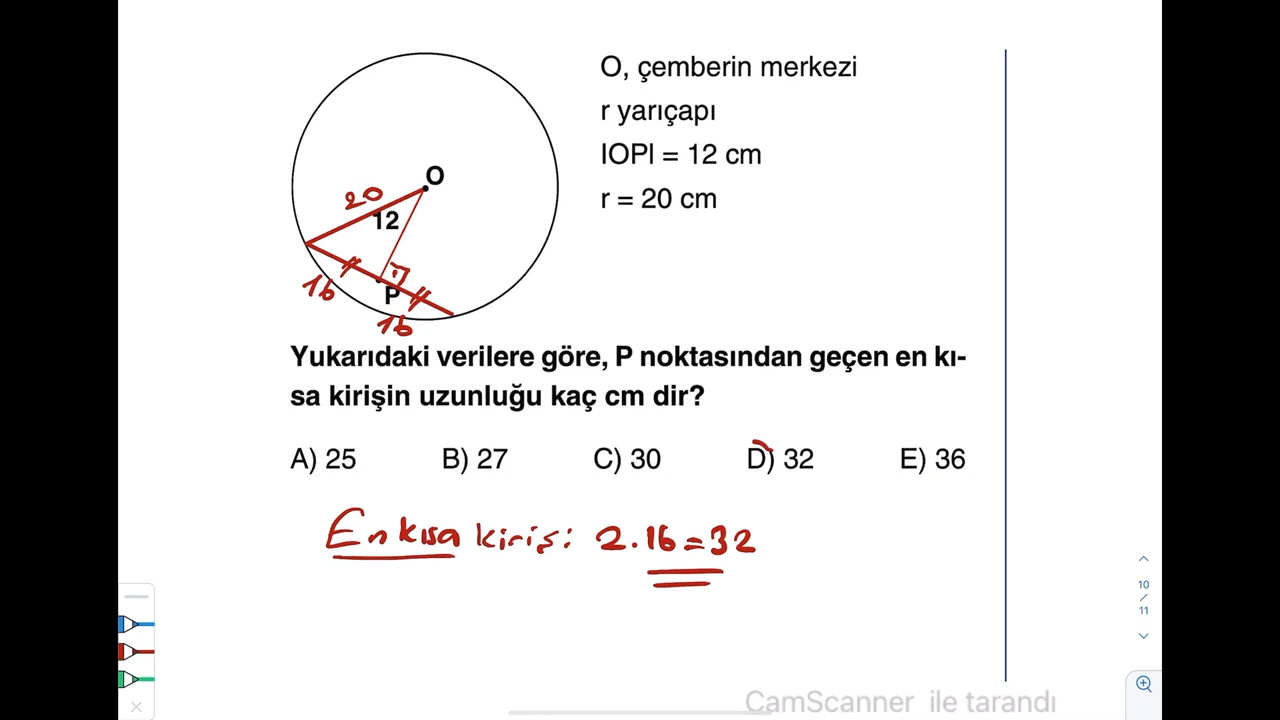 O, çemberin merkezi
r yarıçapı
IOPI = 12 cm
r = 20 cm
O
20
12
P
16
16
Yukarıdaki verilere göre, P noktasından geçen en kı-
sa kirişin uzunluğu kaç cm dir?
A) 25 B) 27 C) 30 D) 32 E) 36
En kısa kiriş: 2.16=32
10
/
11
CamScanner ile tarandı